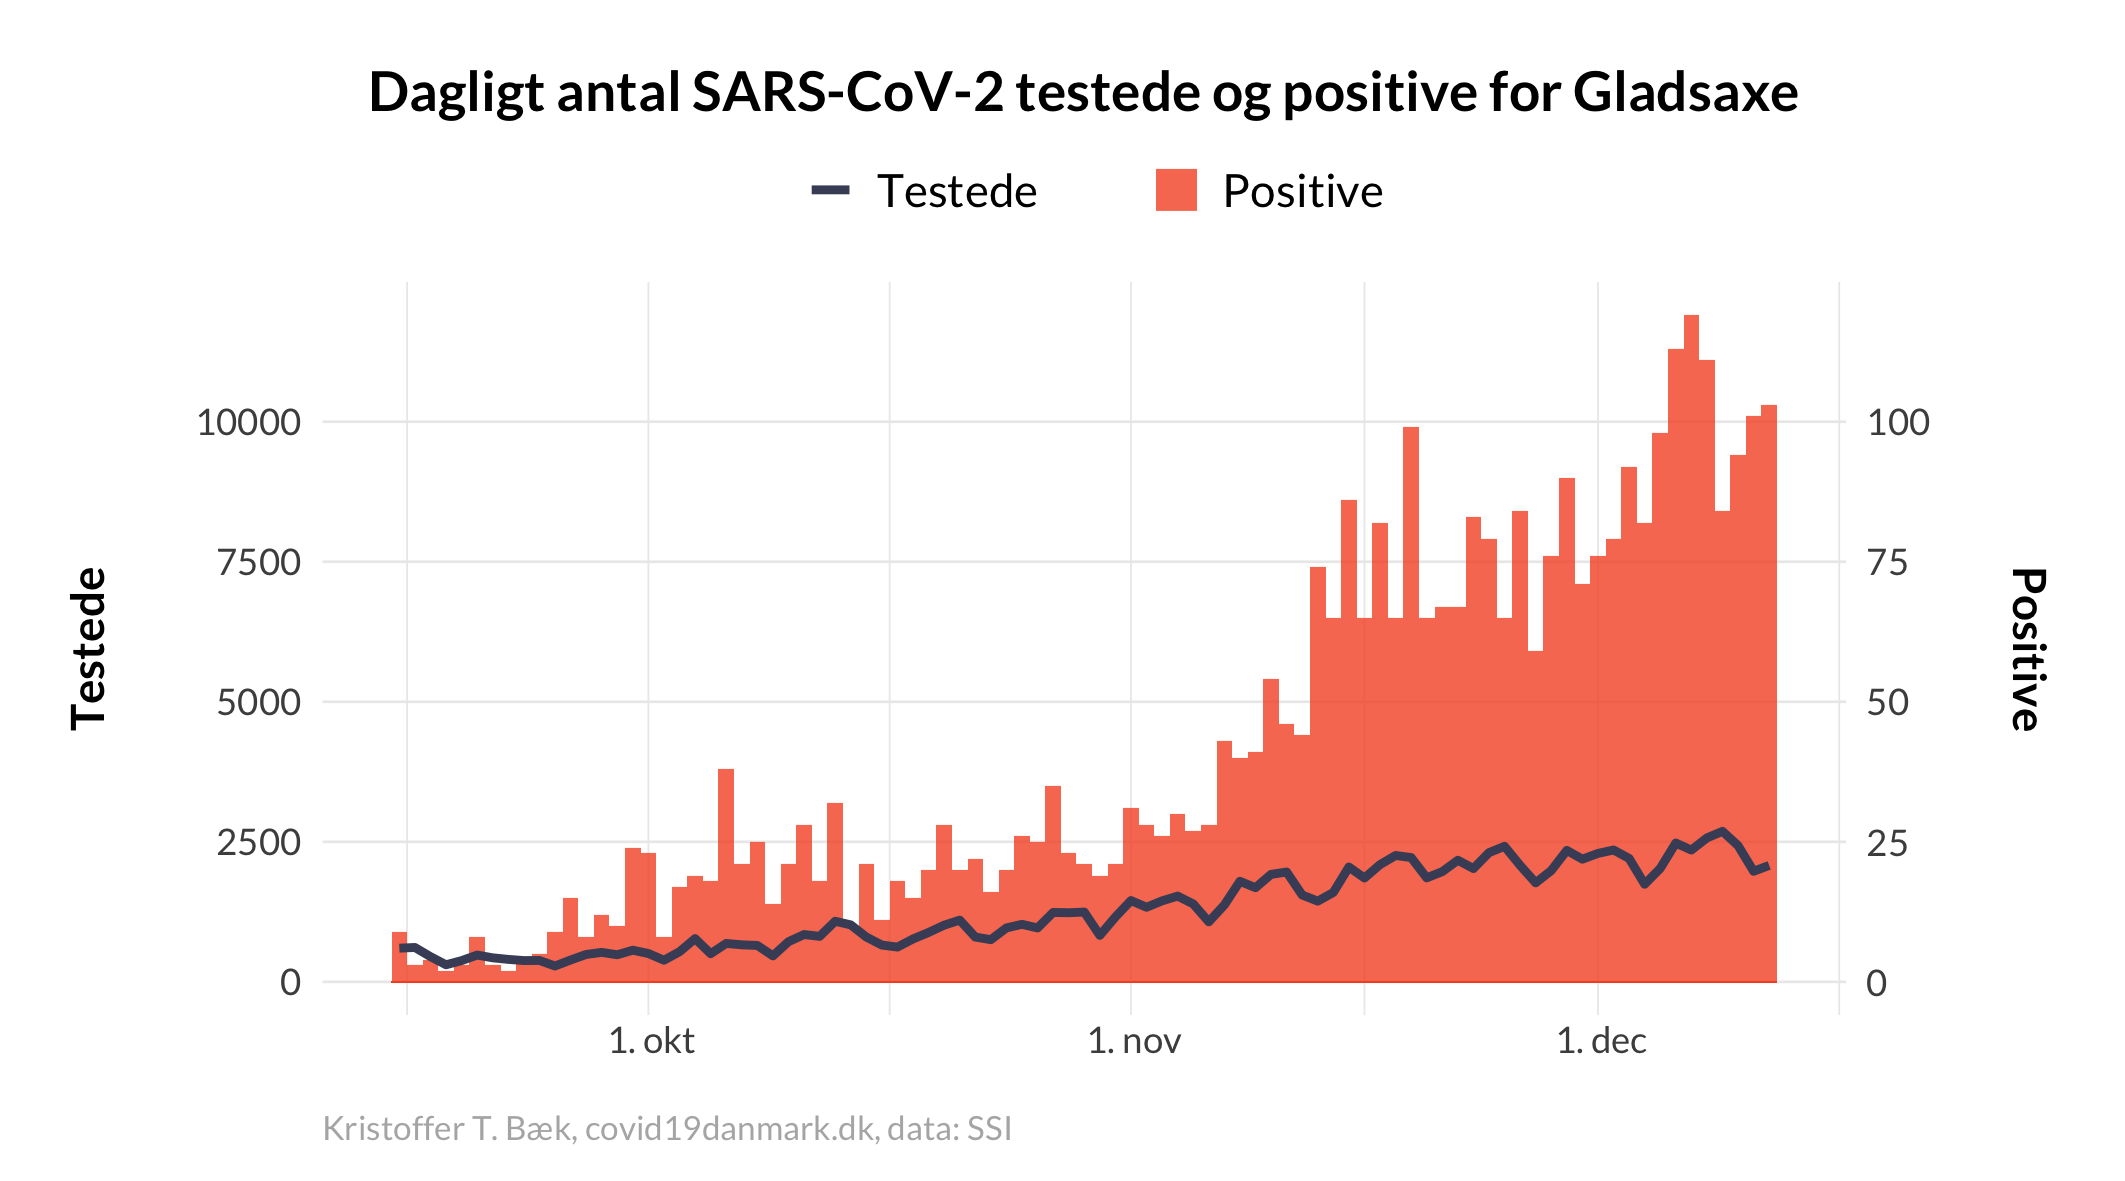 Dagligt antal SARS-CoV-2 testede og positive for Gladsaxe
Testede
Positive
10000
7500
5000
2500
0
Testede
100
75
50
25
0
Positive
1. okt
1. nov
1. dec
Kristoffer T. Bæk, covid19danmark.dk, data: SSI